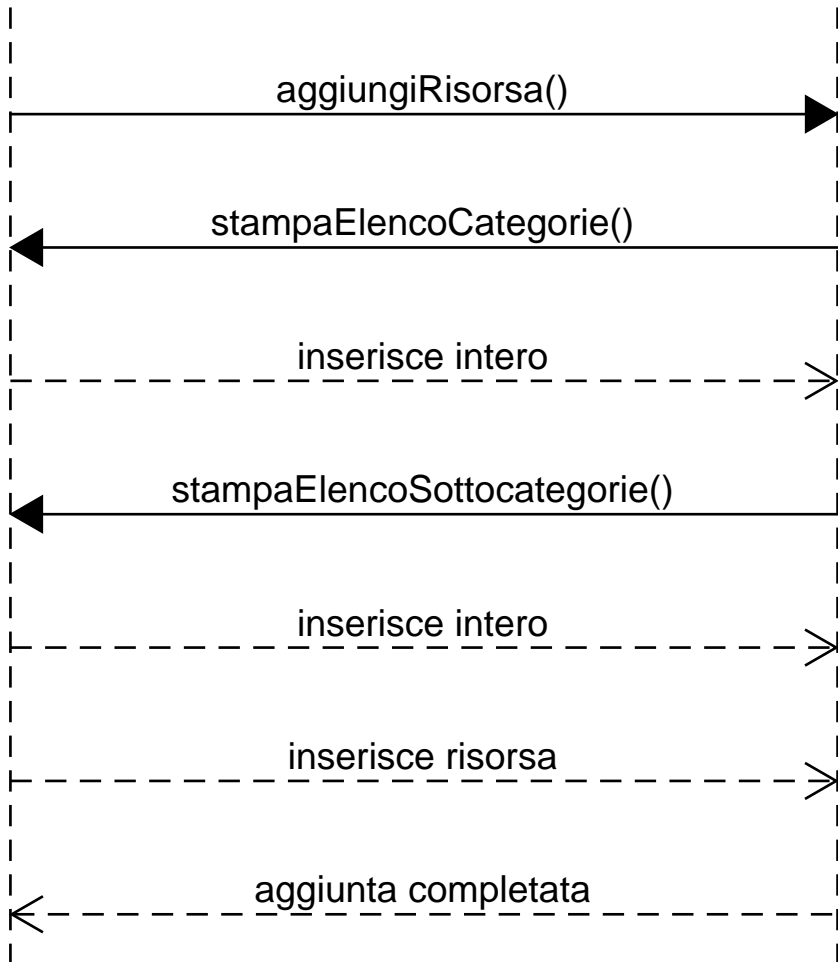 aggiungiRisorsa()
stampaElencoCategorie()
inserisce intero
stampaElencoSottocategorie()
inserisce intero
inserisce risorsa
aggiunta completata